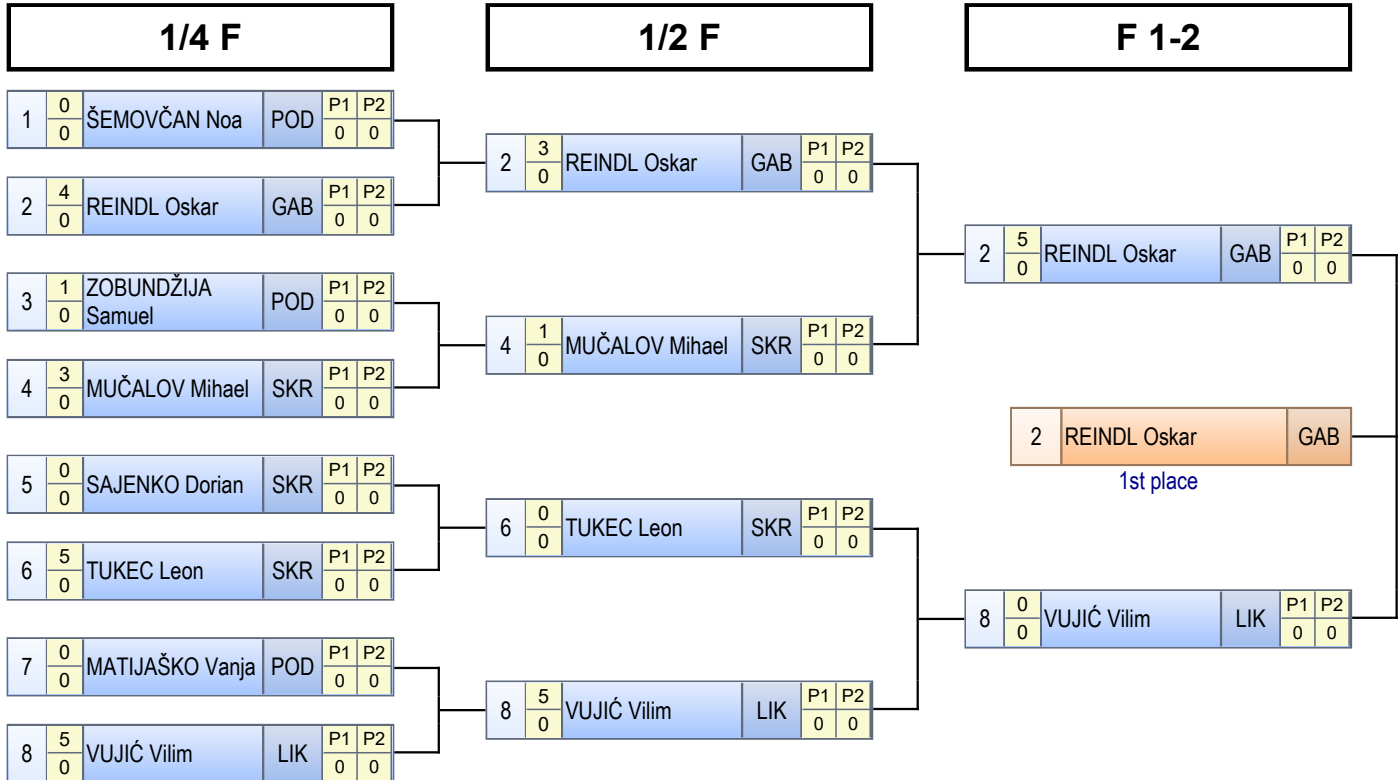 1/4 F
1/2 F
F 1-2
1 0 ŠEMOVČAN Noa POD P1 P2
0 0 0
2 4 REINDL Oskar GAB P1 P2
0 0 0
3 1 ZOBUNDŽIJA POD P1 P2
0 Samuel 0 0
4 3 MUČALOV Mihael SKR P1 P2
0 0 0
5 0 SAJENKO Dorian SKR P1 P2
0 0 0
6 5 TUKEC Leon SKR P1 P2
0 0 0
7 0 MATIJAŠKO Vanja POD P1 P2
0 0 0
8 5 VUJIĆ Vilim LIK P1 P2
0 0 0
2 3 REINDL Oskar GAB P1 P2
0 0 0
4 1 MUČALOV Mihael SKR P1 P2
0 0 0
6 0 TUKEC Leon SKR P1 P2
0 0 0
8 5 VUJIĆ Vilim LIK P1 P2
0 0 0
2 5 REINDL Oskar GAB P1 P2
0 0 0
2 REINDL Oskar GAB
1st place
8 0 VUJIĆ Vilim LIK P1 P2
0 0 0